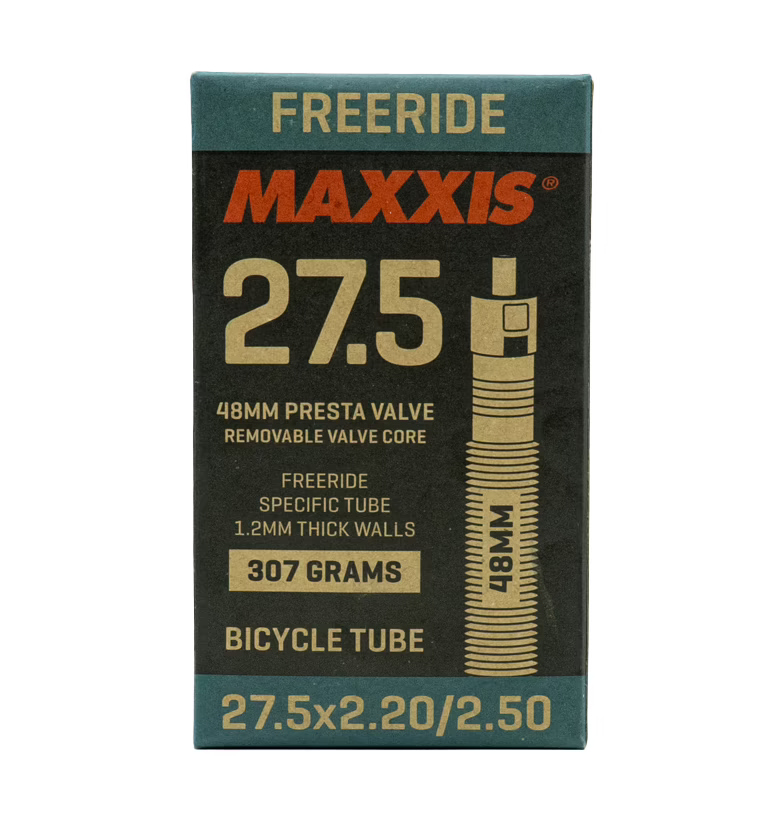 FREERIDE
MAXXIS®
27.5
48MM PRESTA VALVE
REMOVABLE VALVE CORE
FREERIDE
SPECIFIC TUBE
1.2MM THICK WALLS
307 GRAMS
48MM
BICYCLE TUBE
27.5x2.20/2.50